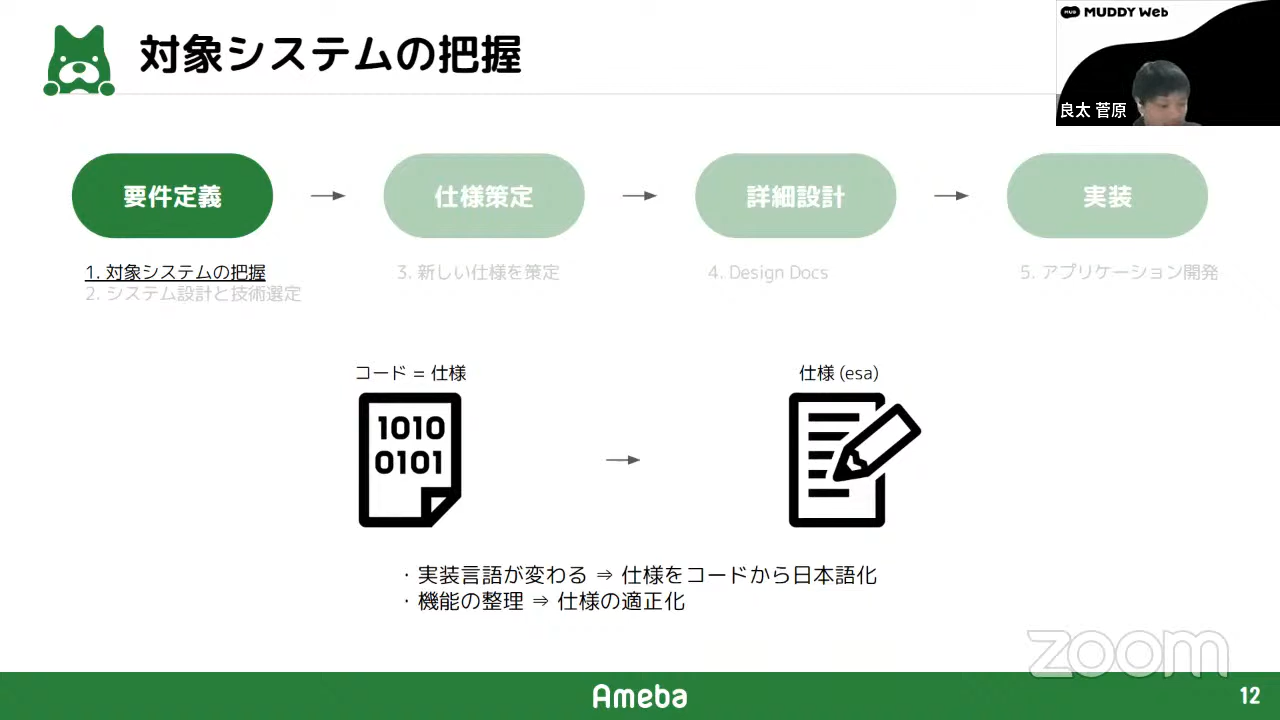 対象システムの把握
MUDDY Web
良太 菅原
要件定義
仕様策定
詳細設計
実装
1. 対象システムの把握
2. システム設計と技術選定
3. 新しい仕様を策定
4. Design Docs
5. アプリケーション開発
コード = 仕様
1010
0101
仕様 (esa)
・実装言語が変わる ⇒ 仕様をコードから日本語化
・機能の整理 ⇒ 仕様の適正化
zoom
Ameba
12